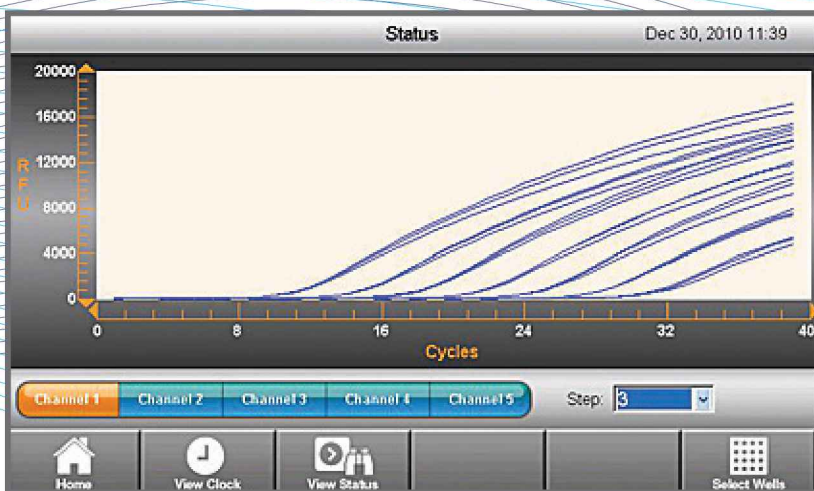 Status
Dec 30, 2010 11:39
20000
16000
12000
8000
4000
0
RFU
0 8 16 24 32 40
Cycles
Channel 1 Channel 2 Channel 3 Channel 4 Channel 5 Step: 3
Home View Clock View Status Select Wells